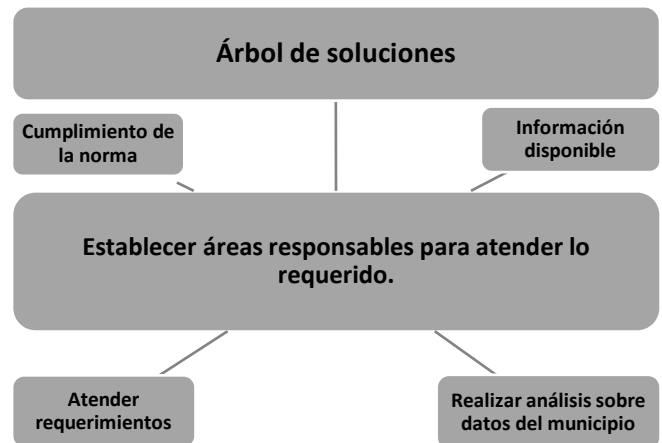 Árbol de soluciones
Cumplimiento de
la norma
Información
disponible
Establecer áreas responsables para atender lo
requerido.
Atender
requerimientos
Realizar análisis sobre
datos del municipio